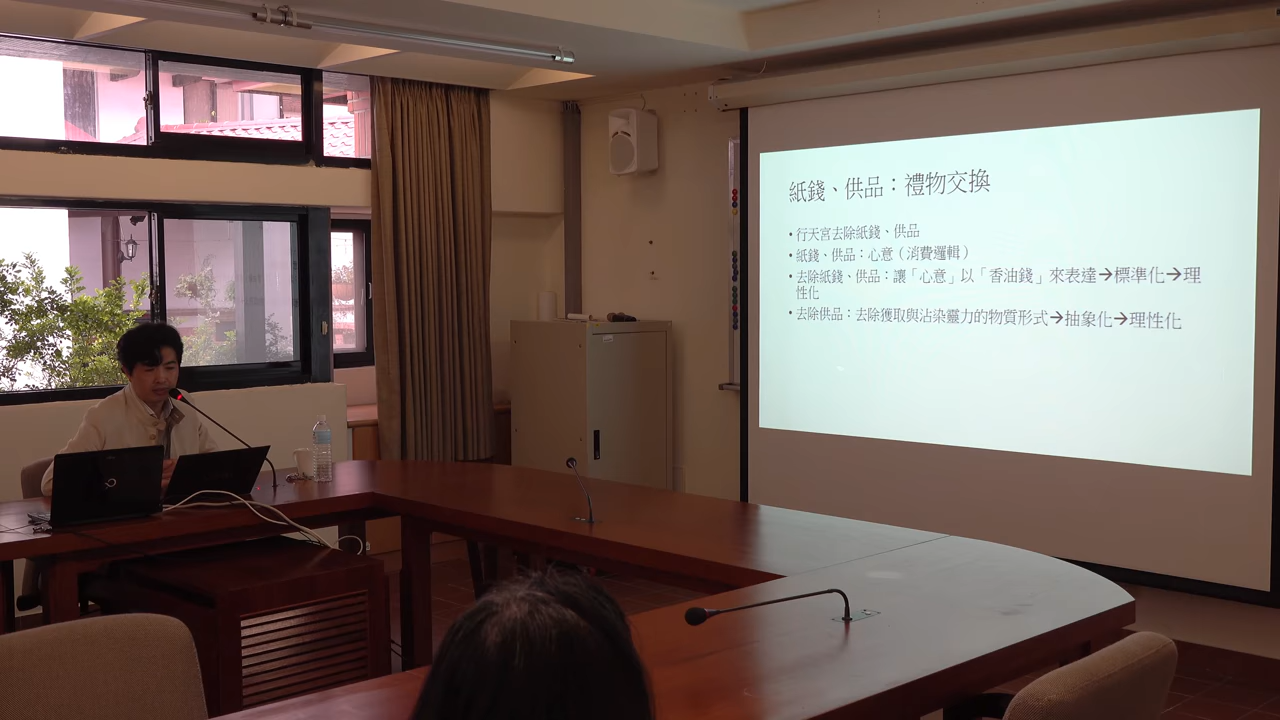 紙錢、供品：禮物交換
• 行天宮去除紙錢、供品
• 紙錢、供品：心意（消費邏輯）
• 去除紙錢、供品：讓「心意」以「香油錢」來表達→標準化→理
性化
• 去除供品：去除獲取與沾染靈力的物質形式→抽象化→理性化